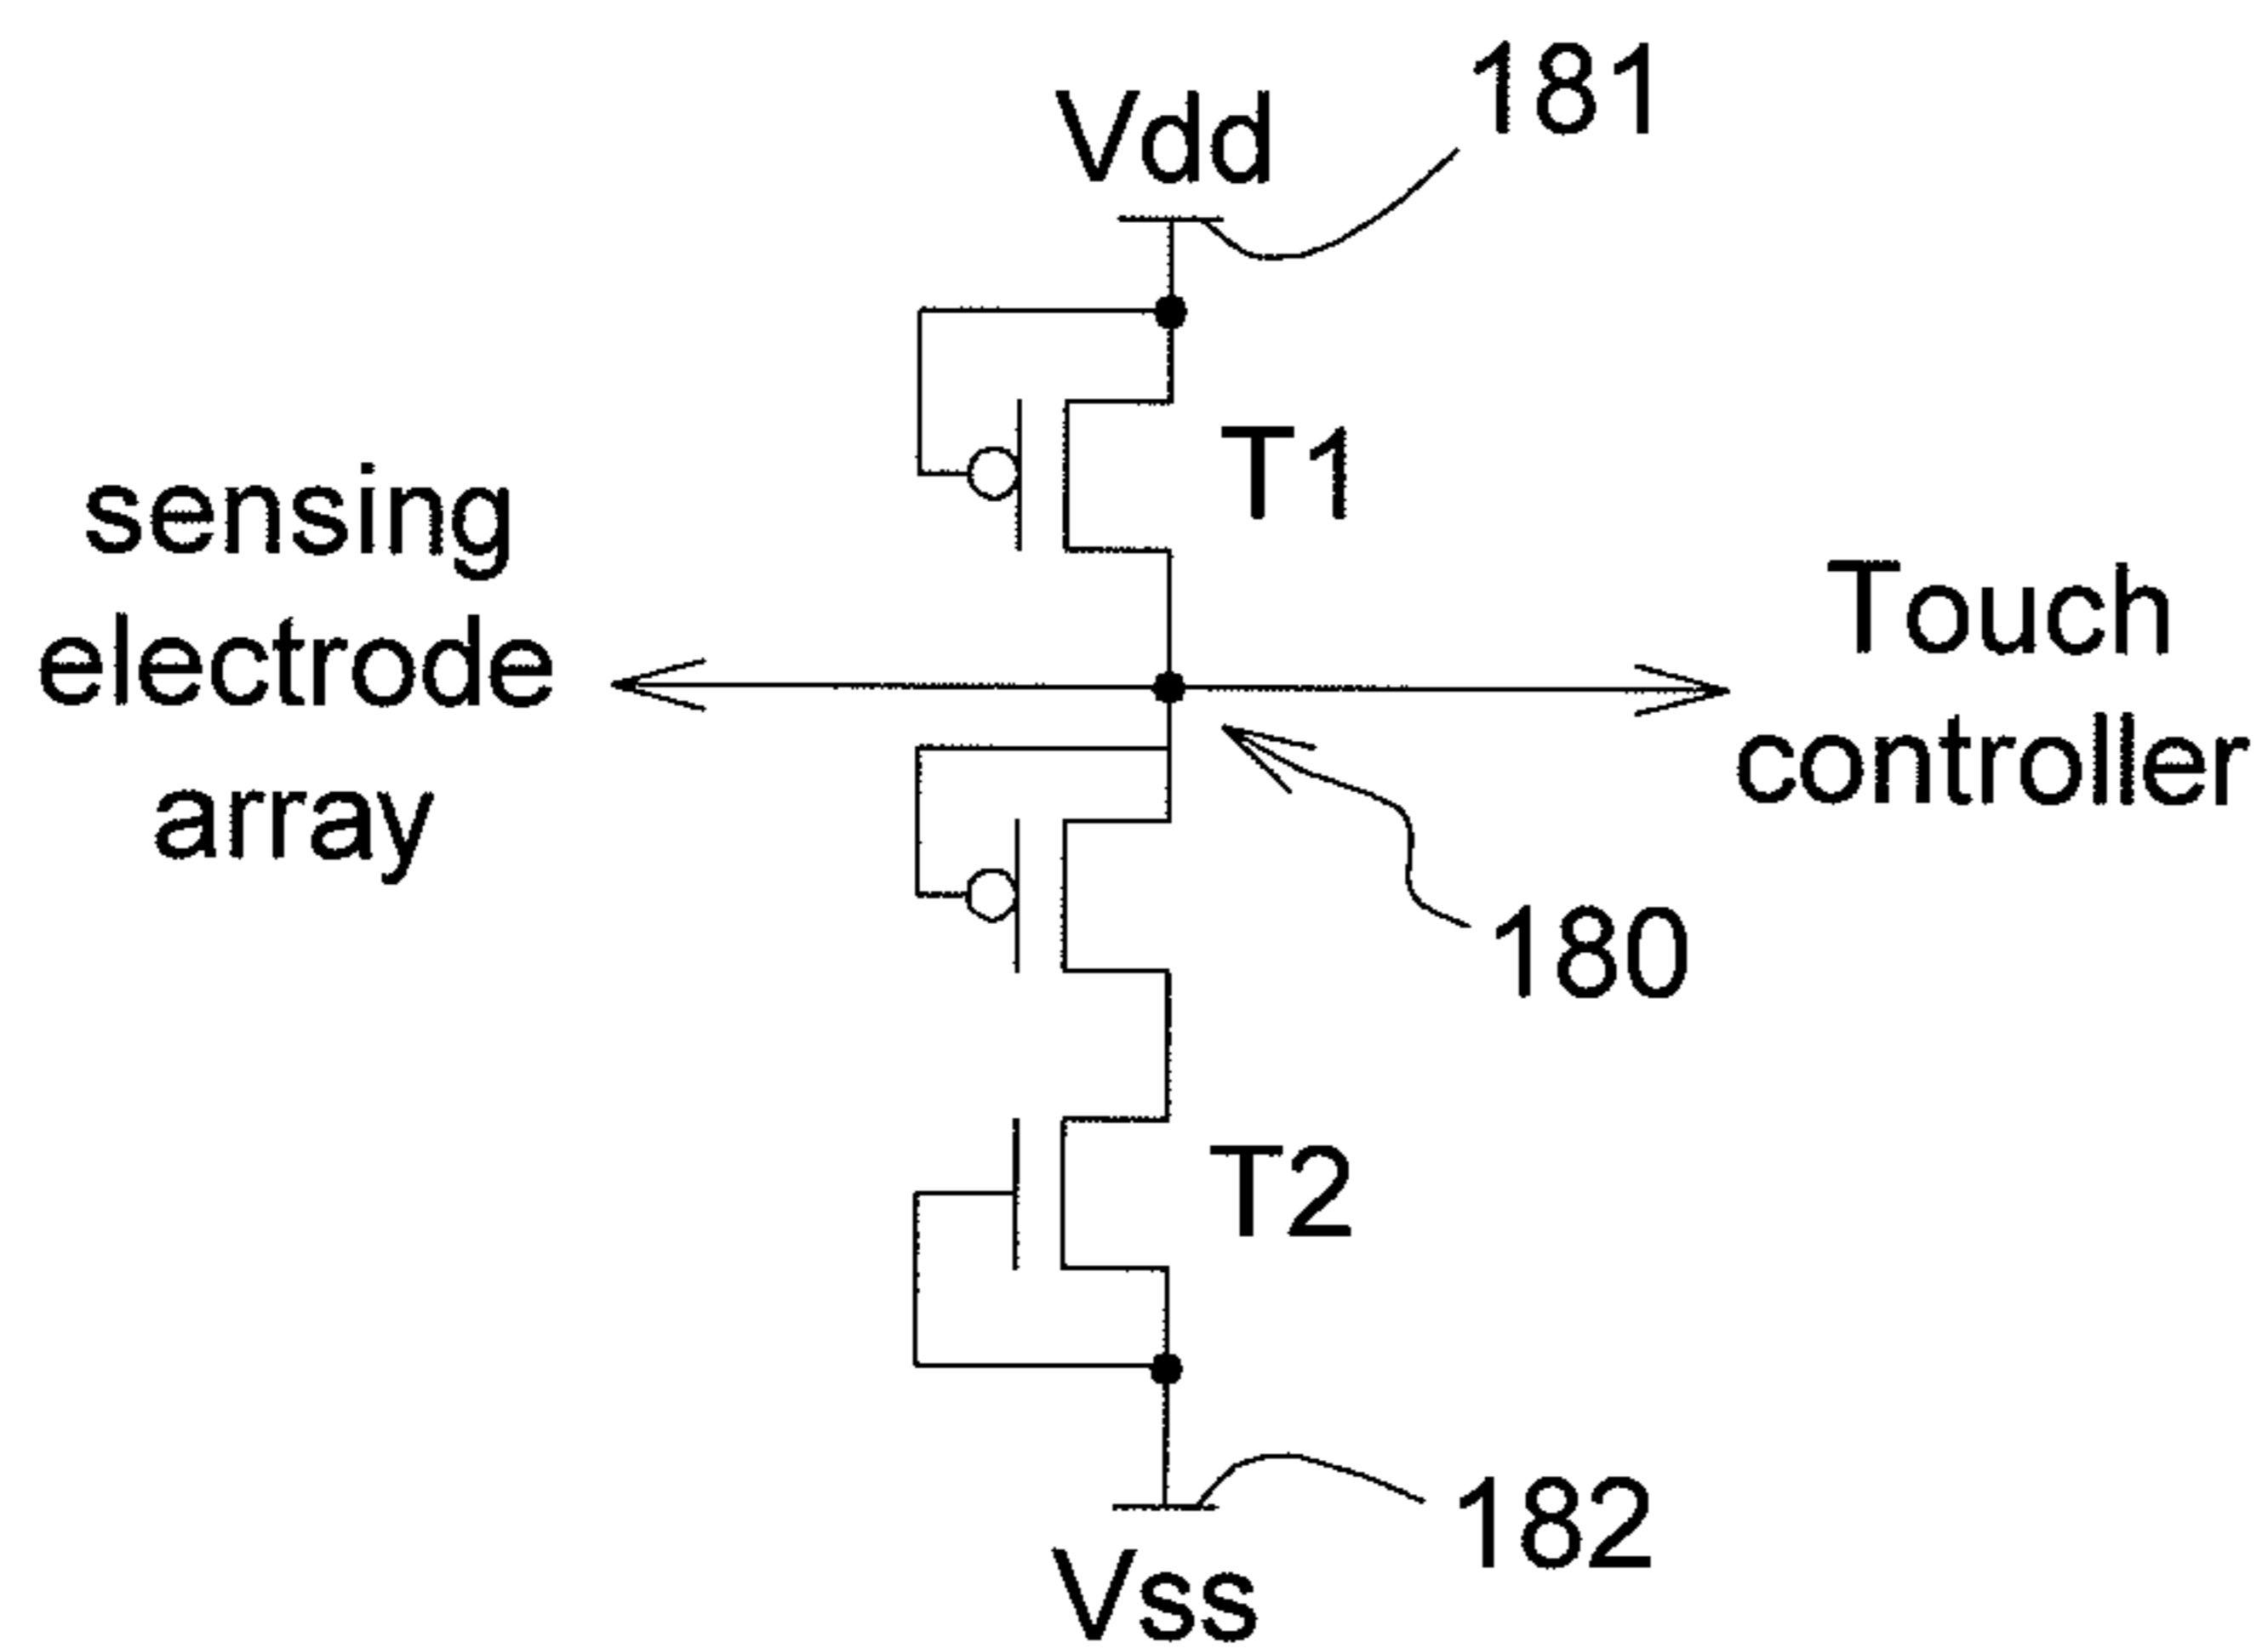 181
Vdd
T1
sensing
electrode
array
Touch
controller
180
T2
182
Vss